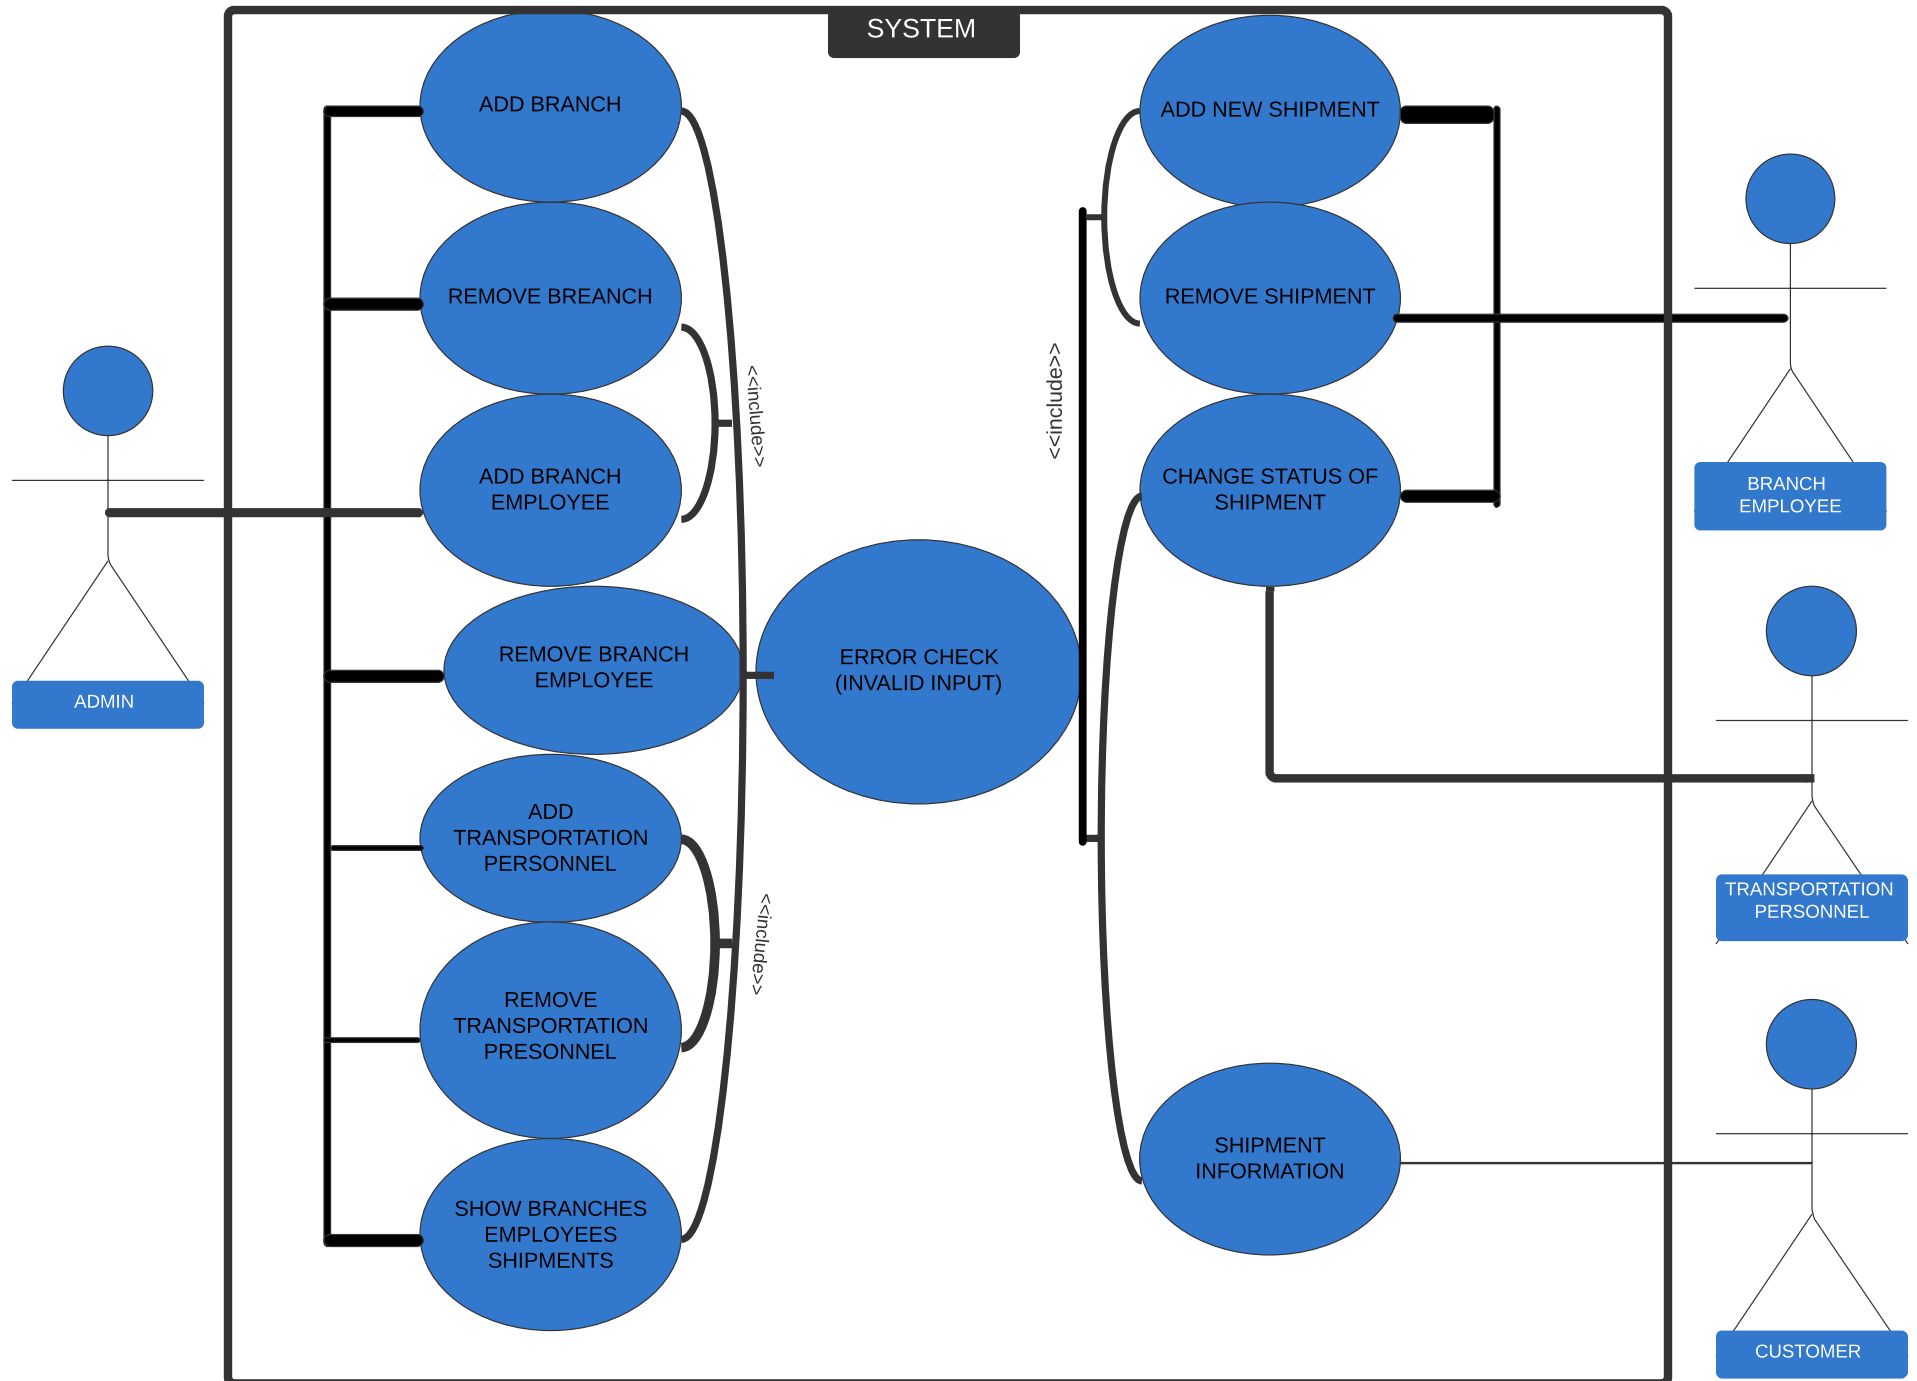 SYSTEM
ADD BRANCH
REMOVE BREANCH
ADD BRANCH
EMPLOYEE
REMOVE BRANCH
EMPLOYEE
ADD
TRANSPORTATION
PERSONNEL
REMOVE
TRANSPORTATION
PRESONNEL
SHOW BRANCHES
EMPLOYEES
SHIPMENTS
ADMIN
<<include>>
<<include>>
ERROR CHECK
(INVALID INPUT)
<<include>>
ADD NEW SHIPMENT
REMOVE SHIPMENT
CHANGE STATUS OF
SHIPMENT
SHIPMENT
INFORMATION
BRANCH
EMPLOYEE
TRANSPORTATION
PERSONNEL
CUSTOMER